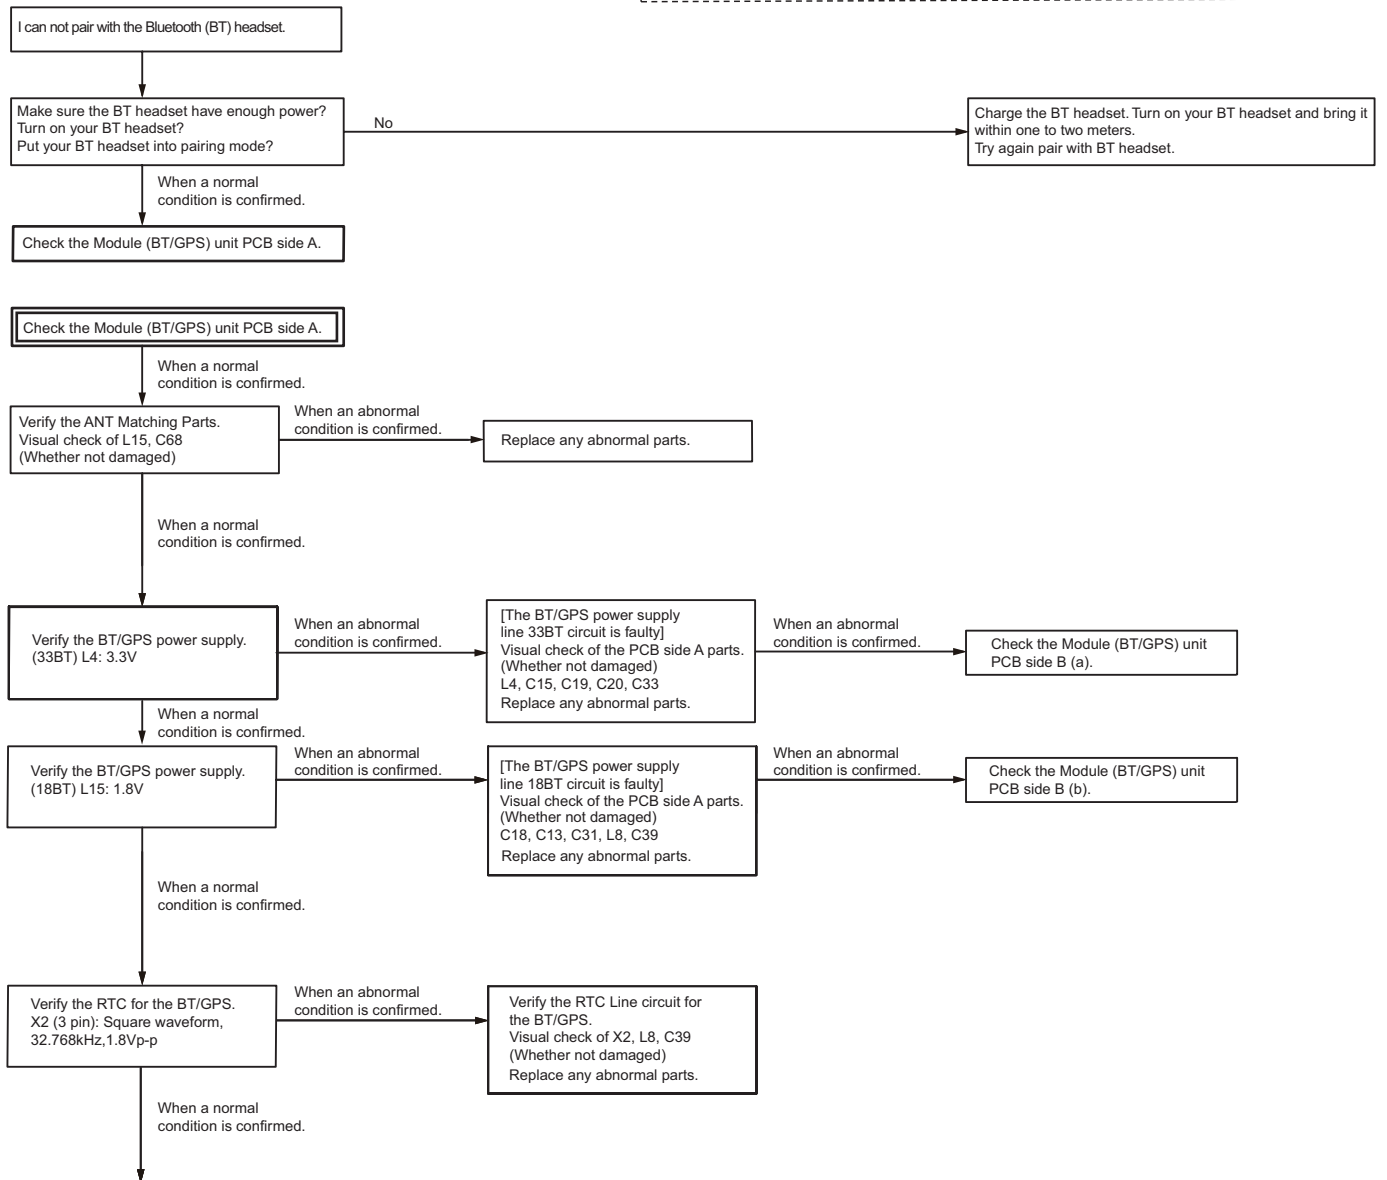 I can not pair with the Bluetooth (BT) headset.
Make sure the BT headset have enough power?
Turn on your BT headset?
Put your BT headset into pairing mode?
No
Charge the BT headset. Turn on your BT headset and bring it
within one to two meters.
Try again pair with BT headset.
When a normal
condition is confirmed.
Check the Module (BT/GPS) unit PCB side A.
Check the Module (BT/GPS) unit PCB side A.
When a normal
condition is confirmed.
Verify the ANT Matching Parts.
Visual check of L15, C68
(Whether not damaged)
When an abnormal
condition is confirmed.
Replace any abnormal parts.
When a normal
condition is confirmed.
Verify the BT/GPS power supply.
(33BT) L4: 3.3V
When an abnormal
condition is confirmed.
[The BT/GPS power supply
line 33BT circuit is faulty]
Visual check of the PCB side A parts.
(Whether not damaged)
L4, C15, C19, C20, C33
Replace any abnormal parts.
When an abnormal
condition is confirmed.
Check the Module (BT/GPS) unit
PCB side B (a).
When a normal
condition is confirmed.
Verify the BT/GPS power supply.
(18BT) L15: 1.8V
When an abnormal
condition is confirmed.
[The BT/GPS power supply
line 18BT circuit is faulty]
Visual check of the PCB side A parts.
(Whether not damaged)
C18, C13, C31, L8, C39
Replace any abnormal parts.
When an abnormal
condition is confirmed.
Check the Module (BT/GPS) unit
PCB side B (b).
When a normal
condition is confirmed.
Verify the RTC for the BT/GPS.
X2 (3 pin): Square waveform,
32.768kHz,1.8Vp-p
When an abnormal
condition is confirmed.
Verify the RTC Line circuit for
the BT/GPS.
Visual check of X2, L8, C39
(Whether not damaged)
Replace any abnormal parts.
When a normal
condition is confirmed.